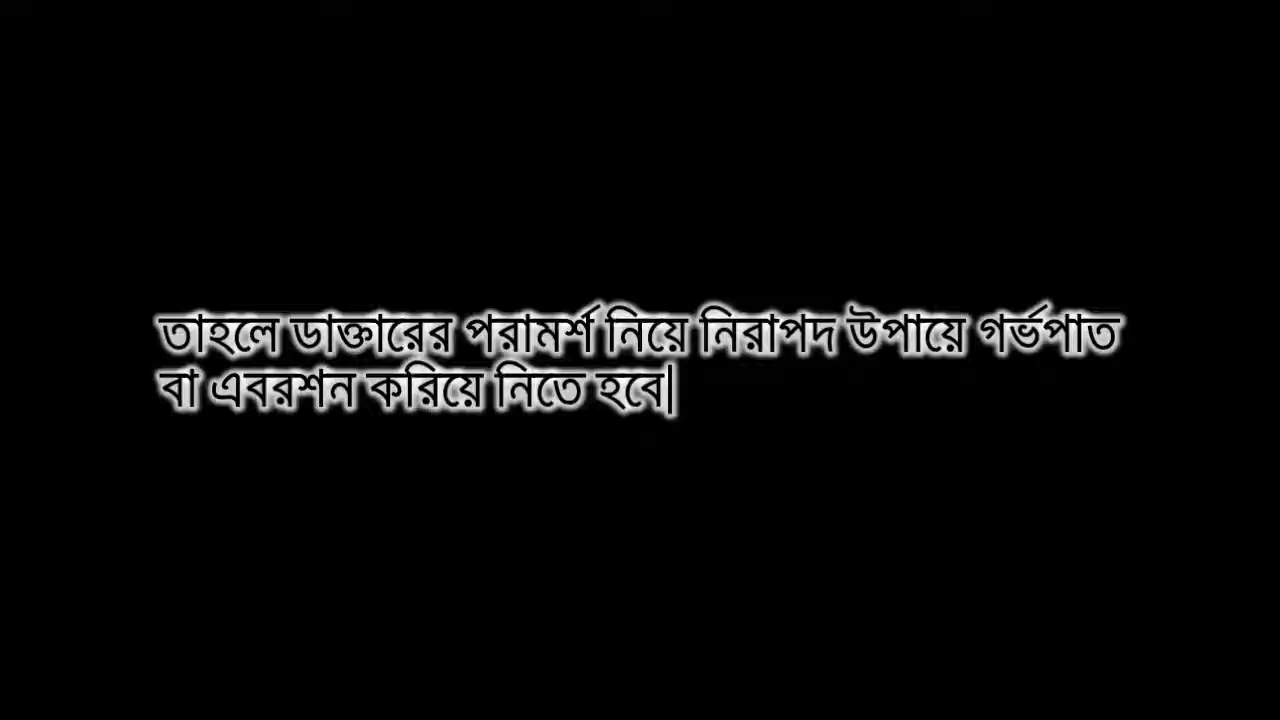 তাহলে ডাক্তারের পরামর্শ নিয়ে নিরাপদ উপায়ে গর্ভপাত
বা এবরশন করিয়ে নিতে হবে|